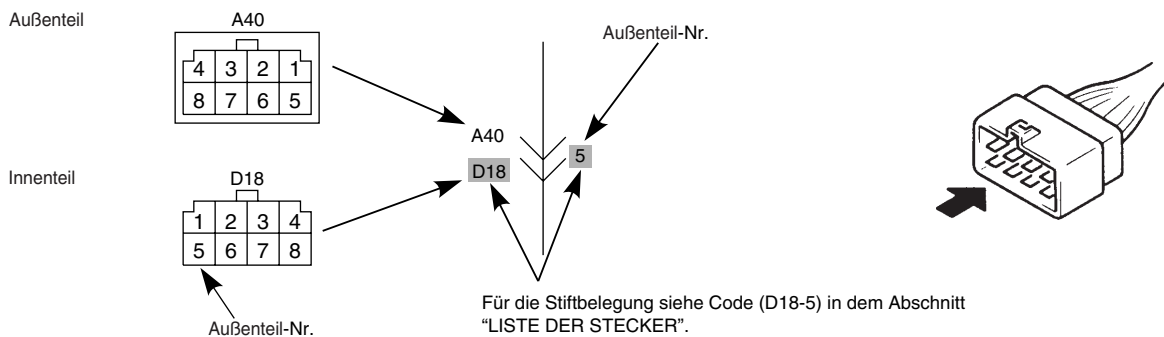 Außenteil
A40
4 3 2 1
8 7 6 5
Außenteil-Nr.
A40
D18
5
Innenteil
D18
1 2 3 4
5 6 7 8
Außenteil-Nr.
Für die Stiftbelegung siehe Code (D18-5) in dem Abschnitt
“LISTE DER STECKER”.